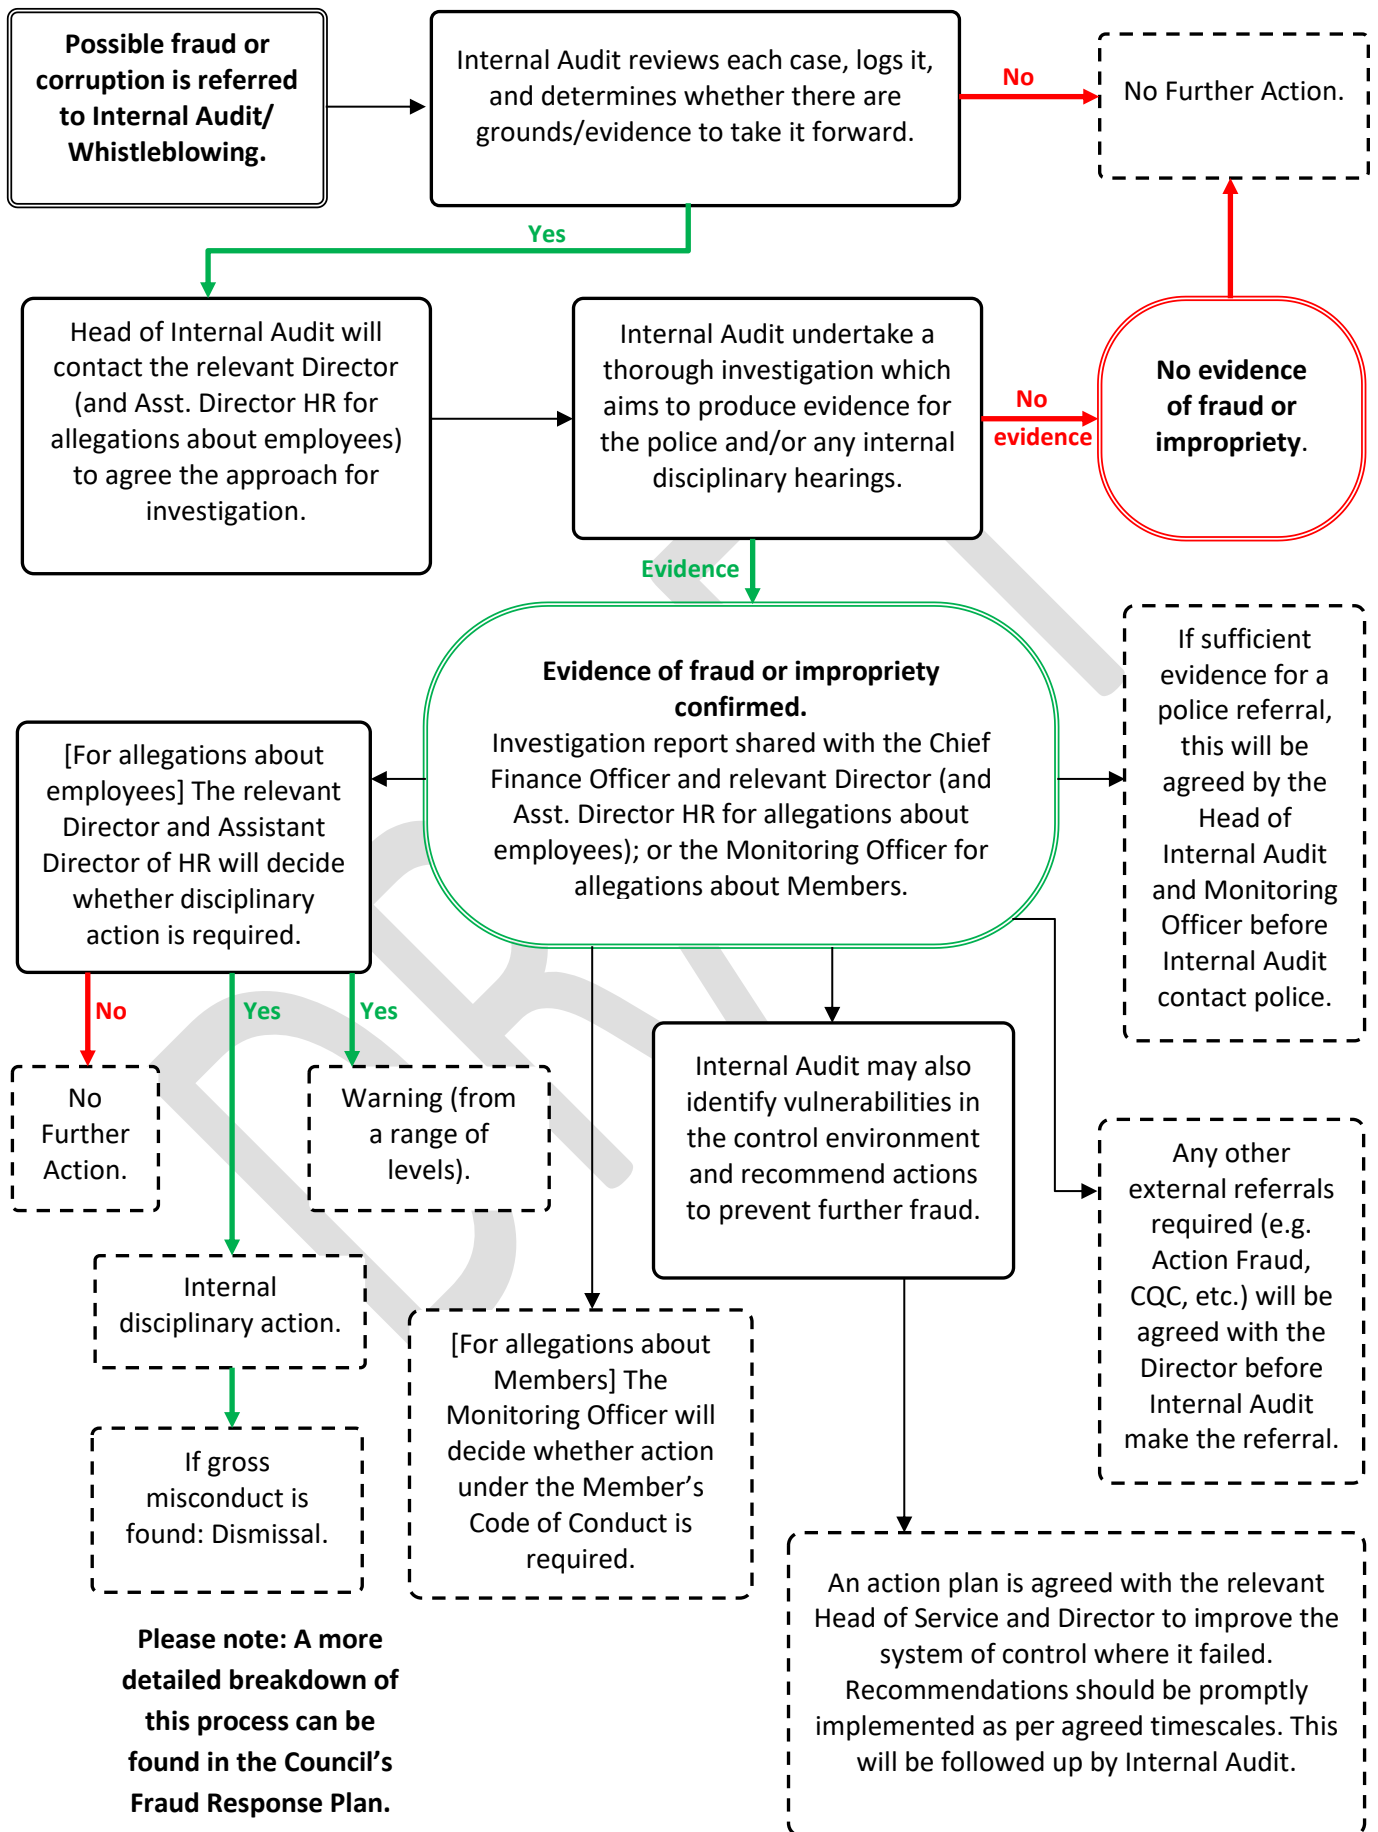 Possible fraud or
corruption is referred
to Internal Audit/
Whistleblowing.
Internal Audit reviews each case, logs it,
and determines whether there are
grounds/evidence to take it forward.
No
No Further Action.
Yes
Head of Internal Audit will
contact the relevant Director
(and Asst. Director HR for
allegations about employees)
to agree the approach for
investigation.
Internal Audit undertake a
thorough investigation which
aims to produce evidence for
the police and/or any internal
disciplinary hearings.
No
evidence
No evidence
of fraud or
impropriety.
Evidence
Evidence of fraud or impropriety
confirmed.
Investigation report shared with the Chief
Finance Officer and relevant Director (and
Asst. Director HR for allegations about
employees); or the Monitoring Officer for
allegations about Members.
If sufficient
evidence for a
police referral,
this will be
agreed by the
Head of
Internal Audit
and Monitoring
Officer before
Internal Audit
contact police.
[For allegations about
employees] The relevant
Director and Assistant
Director of HR will decide
whether disciplinary
action is required.
No
Yes
Yes
No
Further
Action.
Warning (from
a range of
levels).
Internal Audit may also
identify vulnerabilities in
the control environment
and recommend actions
to prevent further fraud.
Any other
external referrals
required (e.g.
Action Fraud,
CQC, etc.) will be
agreed with the
Director before
Internal Audit
make the referral.
Internal
disciplinary action.
[For allegations about
Members] The
Monitoring Officer will
decide whether action
under the Member’s
Code of Conduct is
required.
If gross
misconduct is
found: Dismissal.
An action plan is agreed with the relevant
Head of Service and Director to improve the
system of control where it failed.
Recommendations should be promptly
implemented as per agreed timescales. This
will be followed up by Internal Audit.
Please note: A more
detailed breakdown of
this process can be
found in the Council’s
Fraud Response Plan.
DRAFT